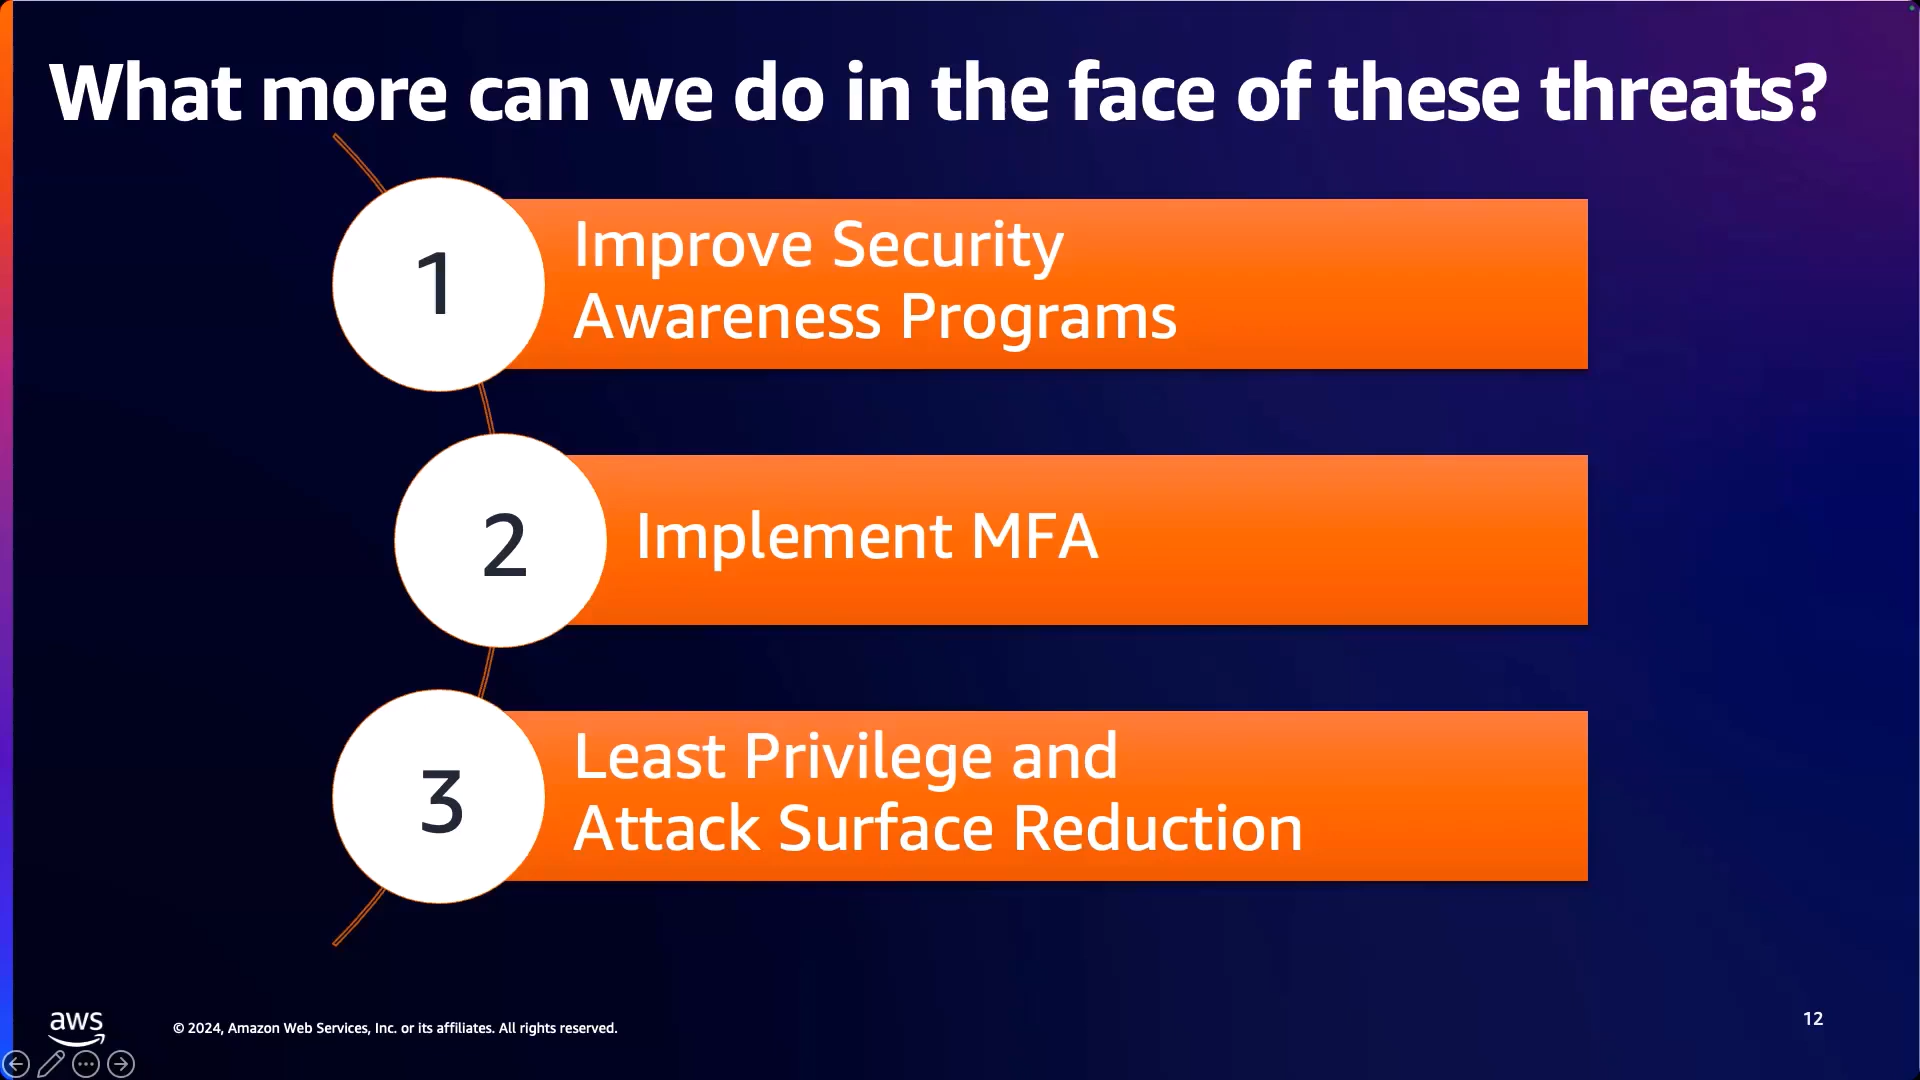 What more can we do in the face of these threats?
1
Improve Security
Awareness Programs
2
Implement MFA
3
Least Privilege and
Attack Surface Reduction
aws
© 2024, Amazon Web Services, Inc. or its affiliates. All rights reserved.
12